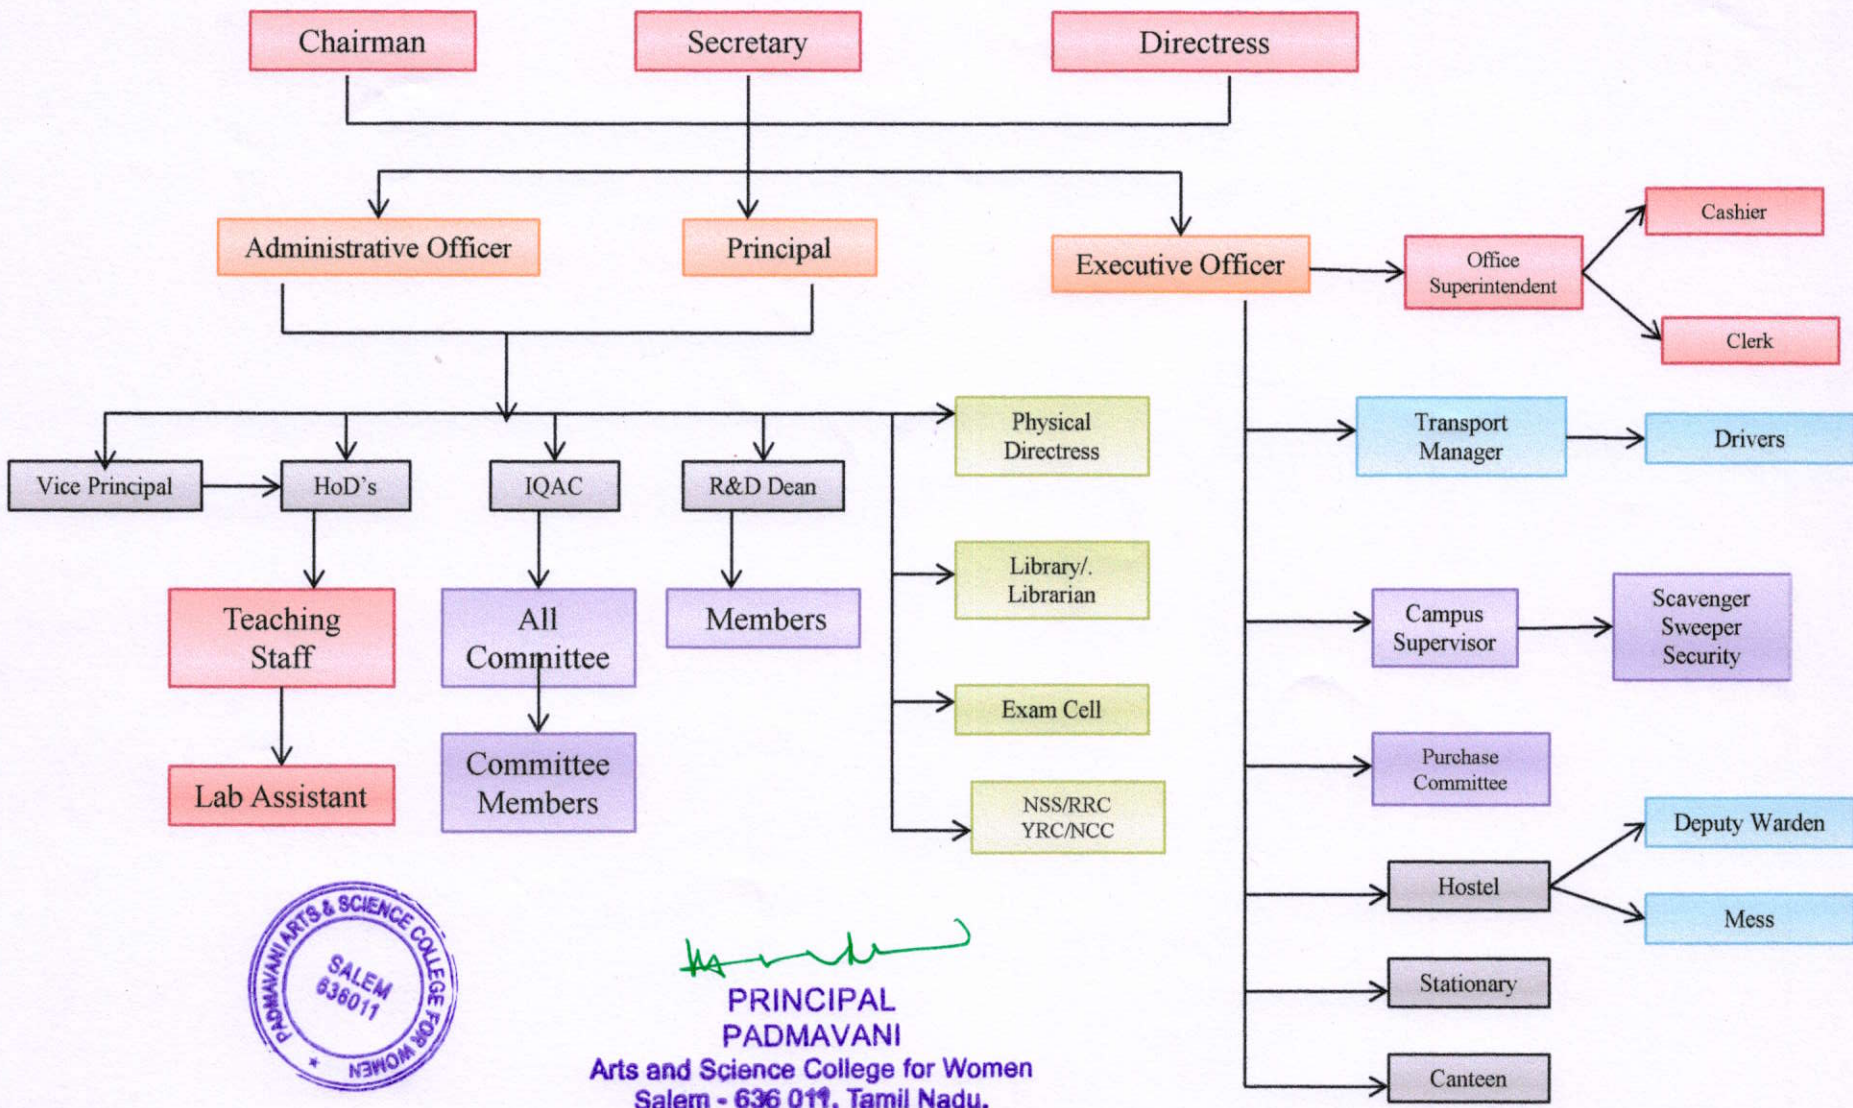 Chairman
Secretary
Directress
Administrative Officer
Principal
Executive Officer
Office
Superintendent
Cashier
Clerk
Physical
Directress
Transport
Manager
Drivers
Vice Principal
HoD's
IQAC
R&D Dean
Library/.
Librarian
Teaching
Staff
All
Committee
Members
Campus
Supervisor
Scavenger
Sweeper
Security
Exam Cell
Lab Assistant
Committee
Members
NSS/RRC
YRC/NCC
Purchase
Committee
Hostel
Deputy Warden
Mess
Stationary
Canteen
PADMAVANI ARTS & SCIENCE COLLEGE FOR WOMEN
SALEM
636011
PRINCIPAL
PADMAVANI
Arts and Science College for Women
Salem - 636 011, Tamil Nadu.